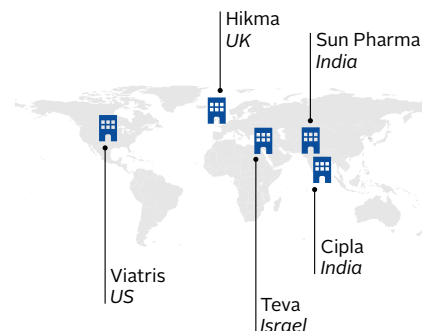 Hikma
UK
Sun Pharma
India
Viatris
US
Teva
Israel
Cipla
India